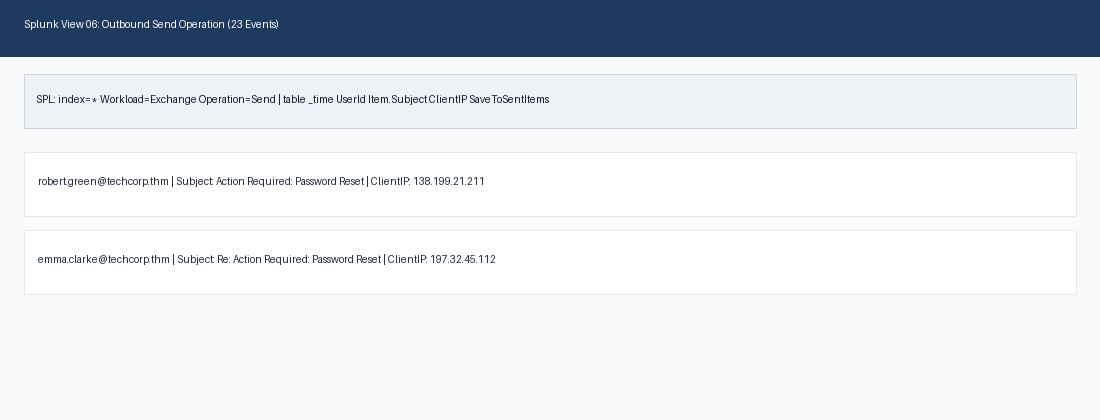 Splunk View 06: Outbound Send Operation (23 Events)
SPL: index=* Workload=Exchange Operation=Send | table _time UserId Item.Subject ClientIP SaveToSentItems
robert.green@techcorp.thm | Subject: Action Required: Password Reset | ClientIP: 138.199.21.211
emma.clarke@techcorp.thm | Subject: Re: Action Required: Password Reset | ClientIP: 197.32.45.112